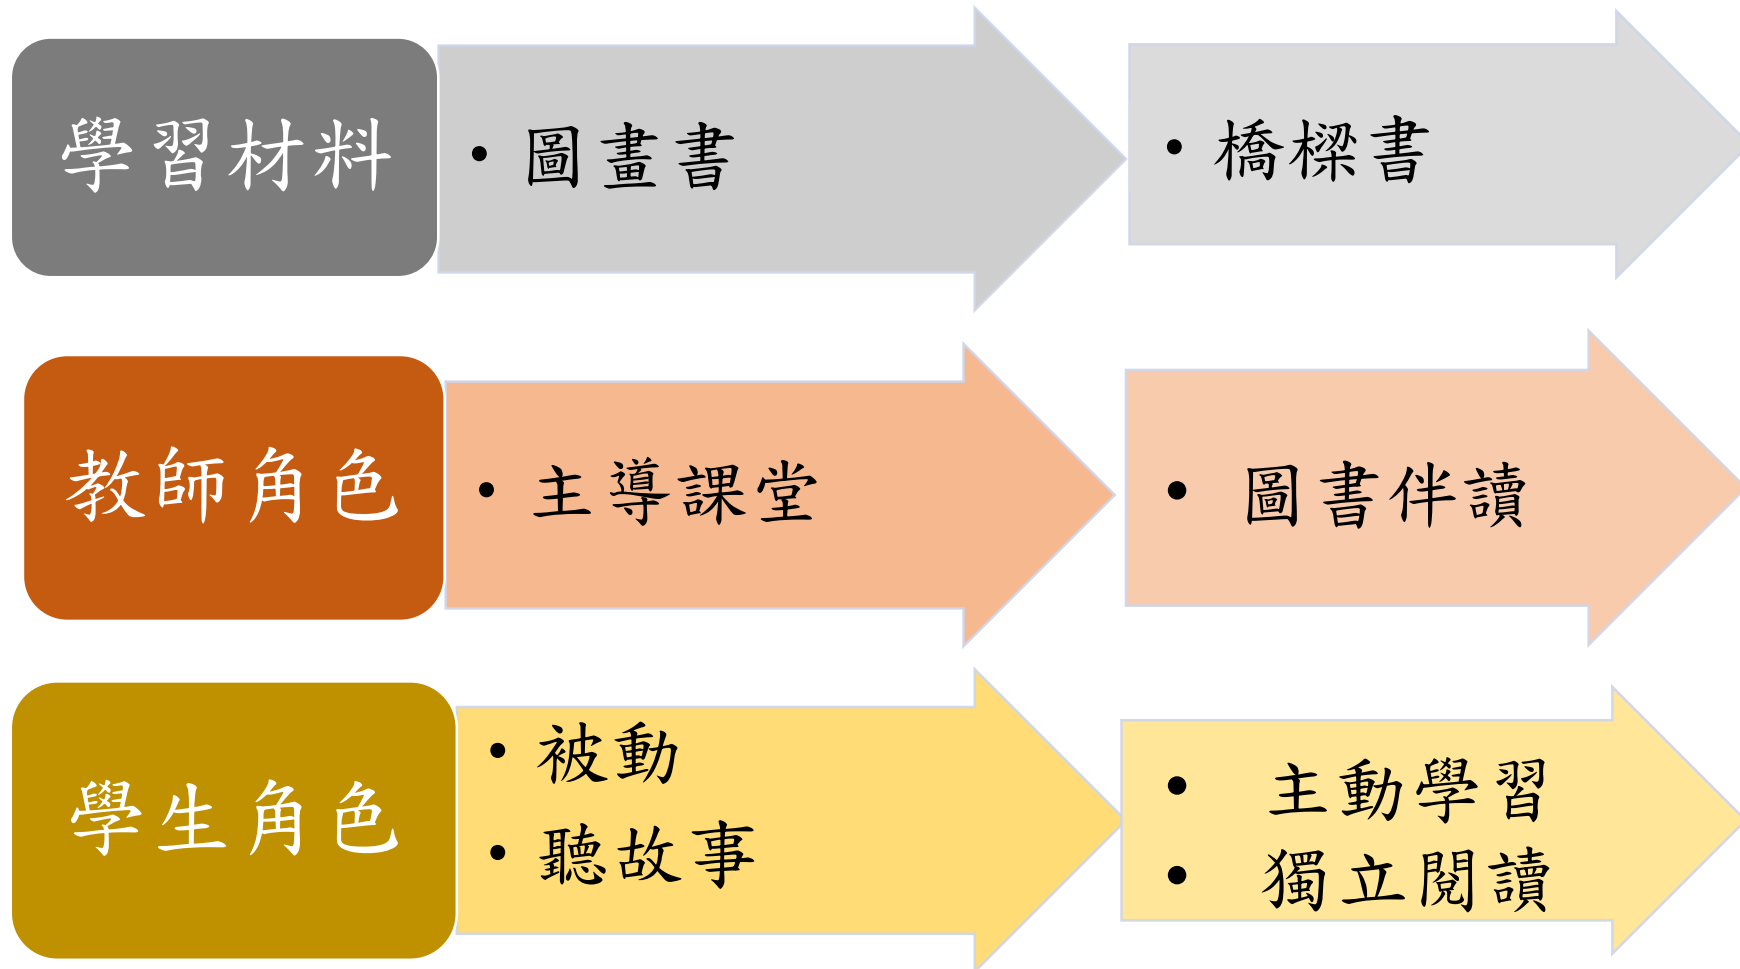 學習材料
• 圖畫書
• 橋樑書
教師角色
• 主導課堂
• 圖書伴讀
學生角色
• 被動
• 聽故事
• 主動學習
• 獨立閱讀